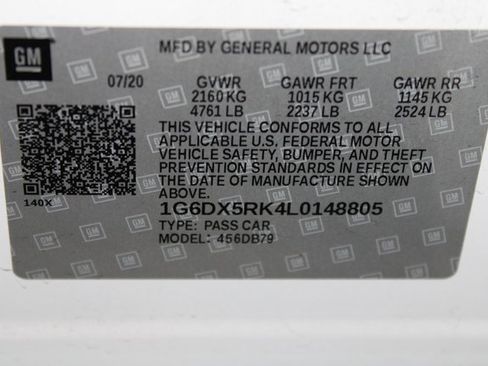 GM
MFD BY GENERAL MOTORS LLC
07/20 GVWR GAWR FRT GAWR RR
2160 KG 1015 KG 1145 KG
4761 LB 2237 LB 2524 LB
THIS VEHICLE CONFORMS TO ALL
APPLICABLE U.S. FEDERAL MOTOR
VEHICLE SAFETY, BUMPER, AND THEFT
PREVENTION STANDARDS IN EFFECT ON
THE DATE OF MANUFACTURE SHOWN ABOVE.
140X
1G6DX5RK4L0148805
TYPE: PASS CAR
MODEL: 456DB79